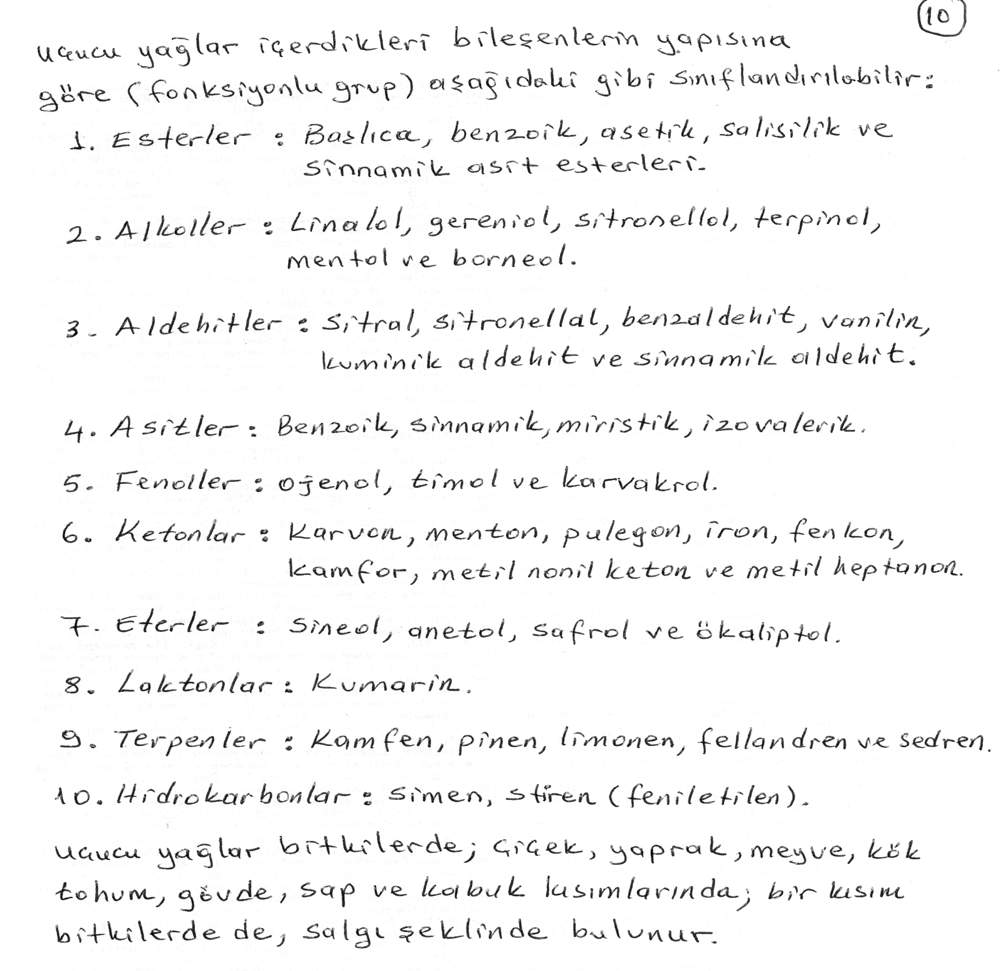 10
uçucu yağlar içerdikleri bileşenlerin yapısına
göre (fonksiyonlu grup) aşağıdaki gibi sınıflandırılabilir:
1. Esterler : Başlıca, benzoik, asetik, salisilik ve
sinnamik asit esterleri.
2. Alkoller : Linalol, gereniol, sitronellol, terpinol,
mentol ve borneol.
3. Aldehitler : Sitral, sitronellal, benzaldehit, vanilin,
kuminik aldehit ve sinnamik aldehit.
4. Asitler : Benzoik, sinnamik, miristik, izovalerik.
5. Fenoller : ojenol, timol ve karvakrol.
6. Ketonlar : Karvon, menton, pulegon, iron, fenkon,
kamfor, metil nonil keton ve metil heptanon.
7. Eterler : Sineol, anetol, safrol ve ökaliptol.
8. Laktonlar : Kumarin.
9. Terpenler : Kamfen, pinen, limonen, fellandren ve sedren.
10. Hidrokarbonlar : Simen, stiren (feniletilen).
uçucu yağlar bitkilerde; çiçek, yaprak, meyve, kök
tohum, gövde, sap ve kabuk kısımlarında; bir kısım
bitkilerde de, salgı şeklinde bulunur.